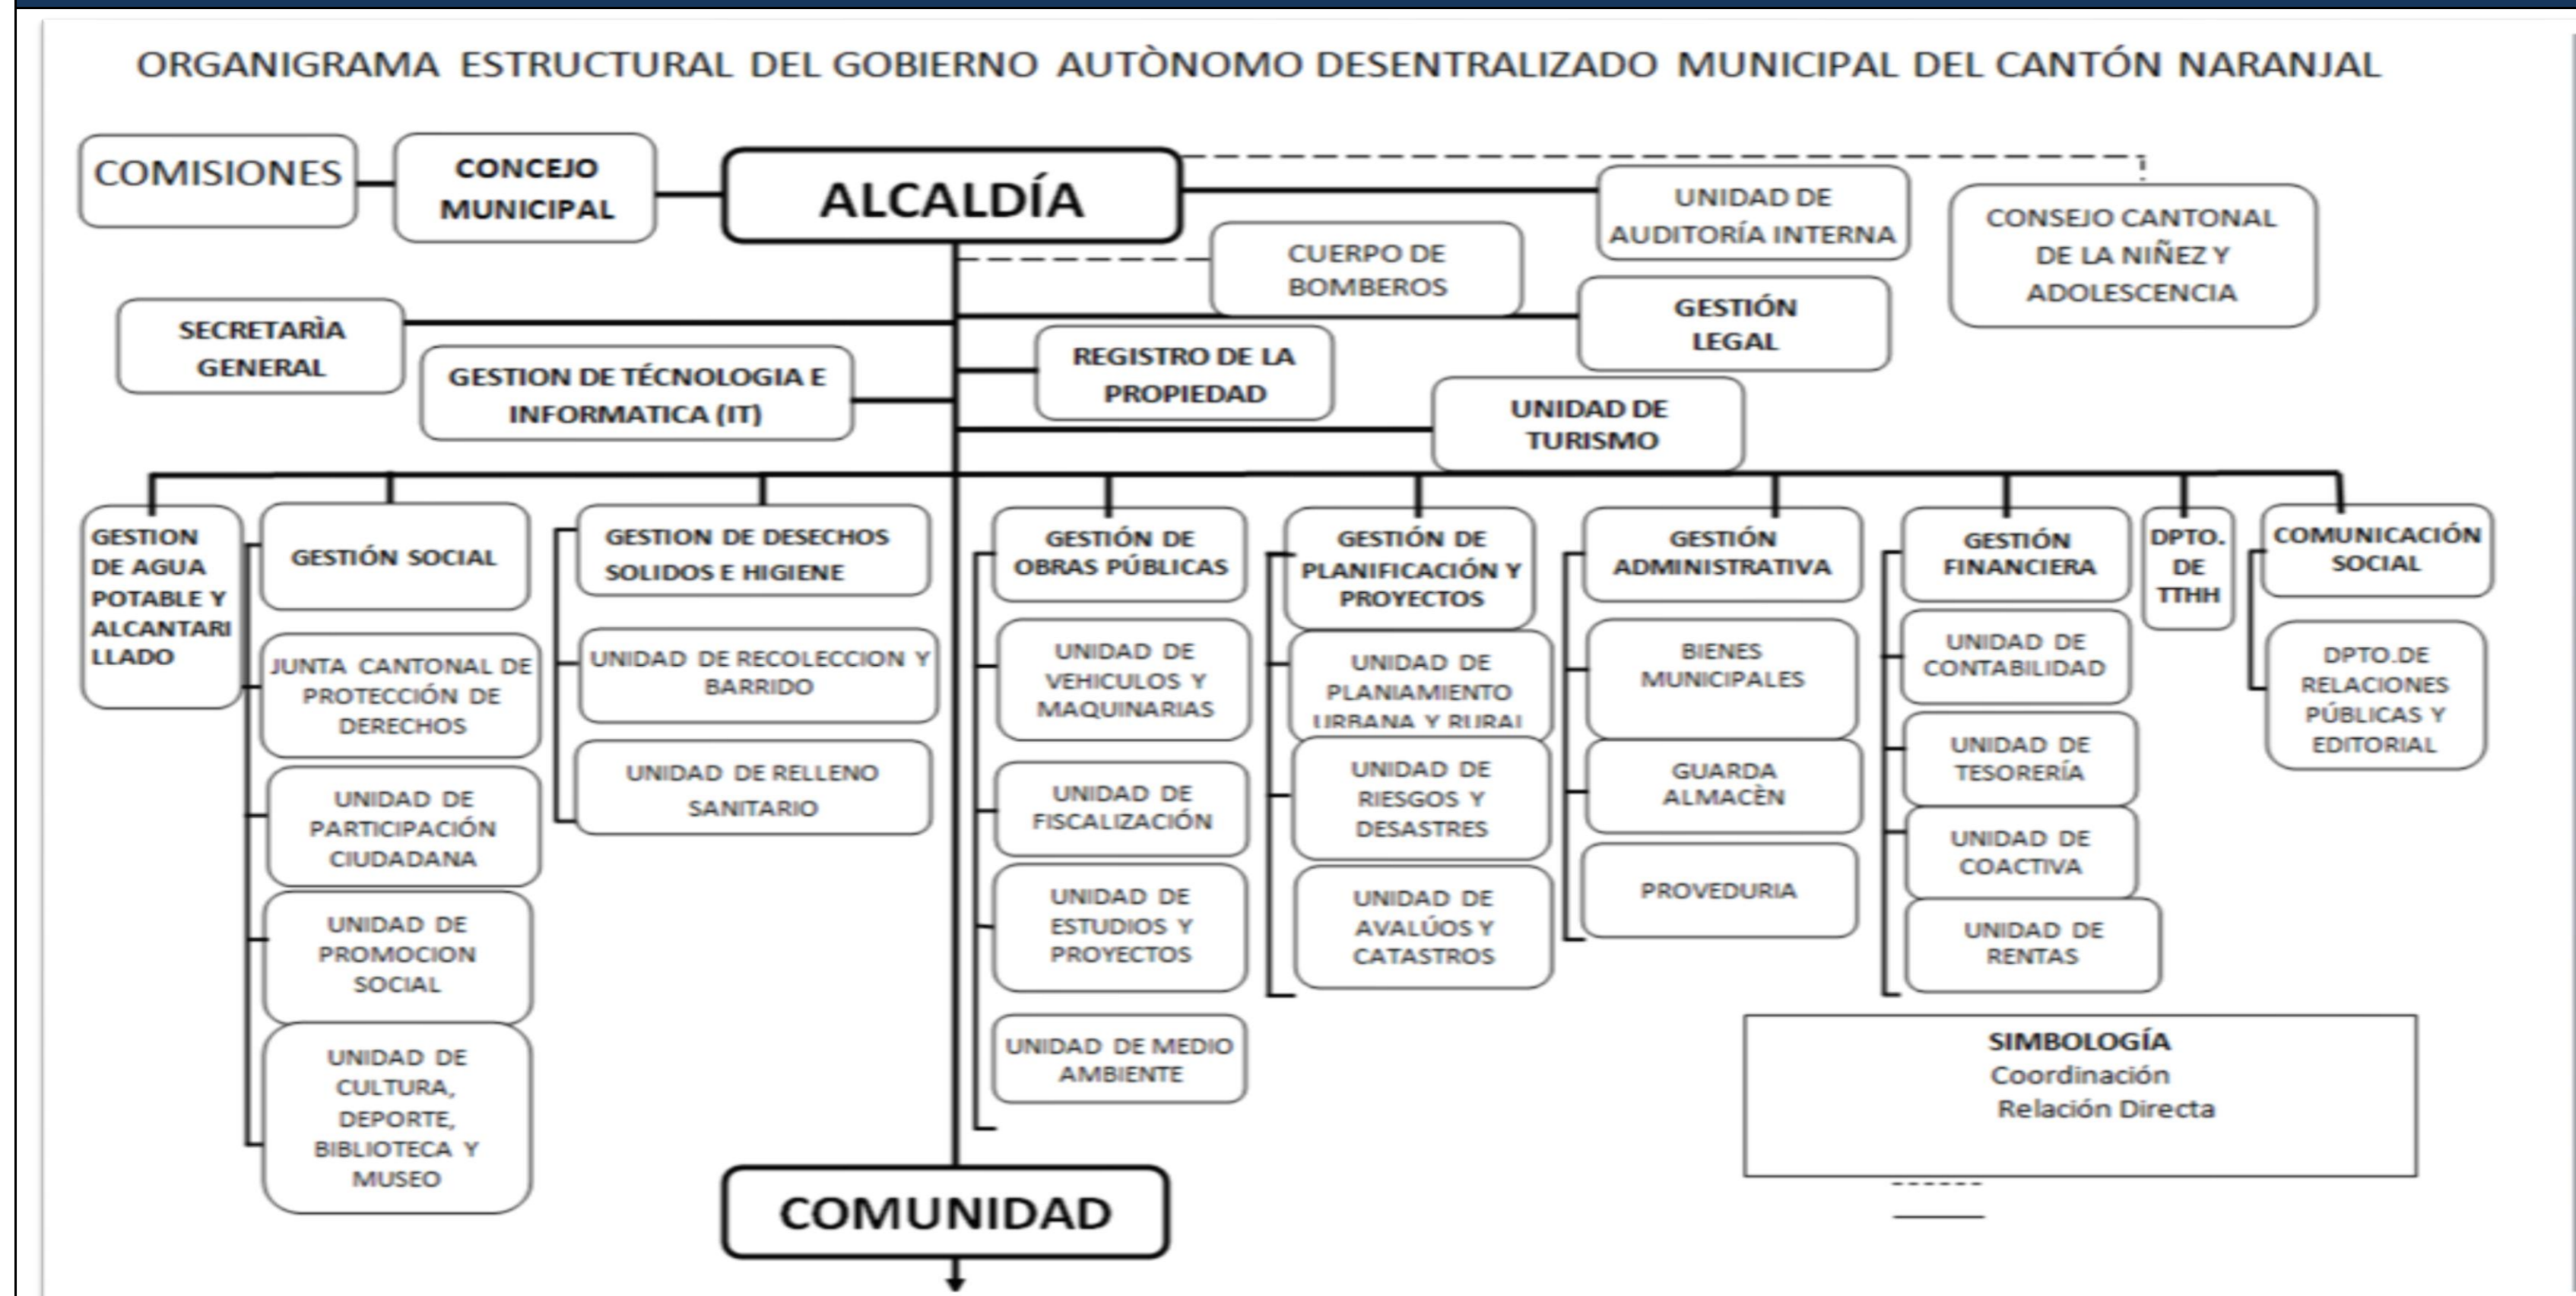 ORGANIGRAMA ESTRUCTURAL DEL GOBIERNO AUTÒNOMO DESENTRALIZADO MUNICIPAL DEL CANTÓN NARANJAL
COMISIONES
CONCEJO
MUNICIPAL
ALCALDÍA
UNIDAD DE
AUDITORÍA INTERNA
CONSEJO CANTONAL
DE LA NIÑEZ Y
ADOLESCENCIA
CUERPO DE
BOMBEROS
GESTIÓN
LEGAL
SECRETARÌA
GENERAL
GESTION DE TÉCNOLOGIA E
INFORMATICA (IT)
REGISTRO DE LA
PROPIEDAD
UNIDAD DE
TURISMO
GESTION
DE AGUA
POTABLE Y
ALCANTARI
LLADO
GESTIÓN SOCIAL
JUNTA CANTONAL DE
PROTECCIÓN DE
DERECHOS
UNIDAD DE
PARTICIPACIÓN
CIUDADANA
UNIDAD DE
PROMOCION
SOCIAL
UNIDAD DE
CULTURA,
DEPORTE,
BIBLIOTECA Y
MUSEO
GESTION DE DESECHOS
SOLIDOS E HIGIENE
UNIDAD DE RECOLECCION Y
BARRIDO
UNIDAD DE RELLENO
SANITARIO
GESTIÓN DE
OBRAS PÚBLICAS
UNIDAD DE
VEHICULOS Y
MAQUINARIAS
UNIDAD DE
FISCALIZACIÓN
UNIDAD DE
ESTUDIOS Y
PROYECTOS
UNIDAD DE MEDIO
AMBIENTE
GESTIÓN DE
PLANIFICACIÓN Y
PROYECTOS
UNIDAD DE
PLANIAMIENTO
URBANA Y RURAL
UNIDAD DE
RIESGOS Y
DESASTRES
UNIDAD DE
AVALÚOS Y
CATASTROS
GESTIÓN
ADMINISTRATIVA
BIENES
MUNICIPALES
GUARDA
ALMACÈN
PROVEDURIA
GESTIÓN
FINANCIERA
UNIDAD DE
CONTABILIDAD
UNIDAD DE
TESORERÍA
UNIDAD DE
COACTIVA
UNIDAD DE
RENTAS
DPTO.
DE
TTHH
COMUNICACIÓN
SOCIAL
DPTO.DE
RELACIONES
PÚBLICAS Y
EDITORIAL
SIMBOLOGÍA
Coordinación
Relación Directa
COMUNIDAD